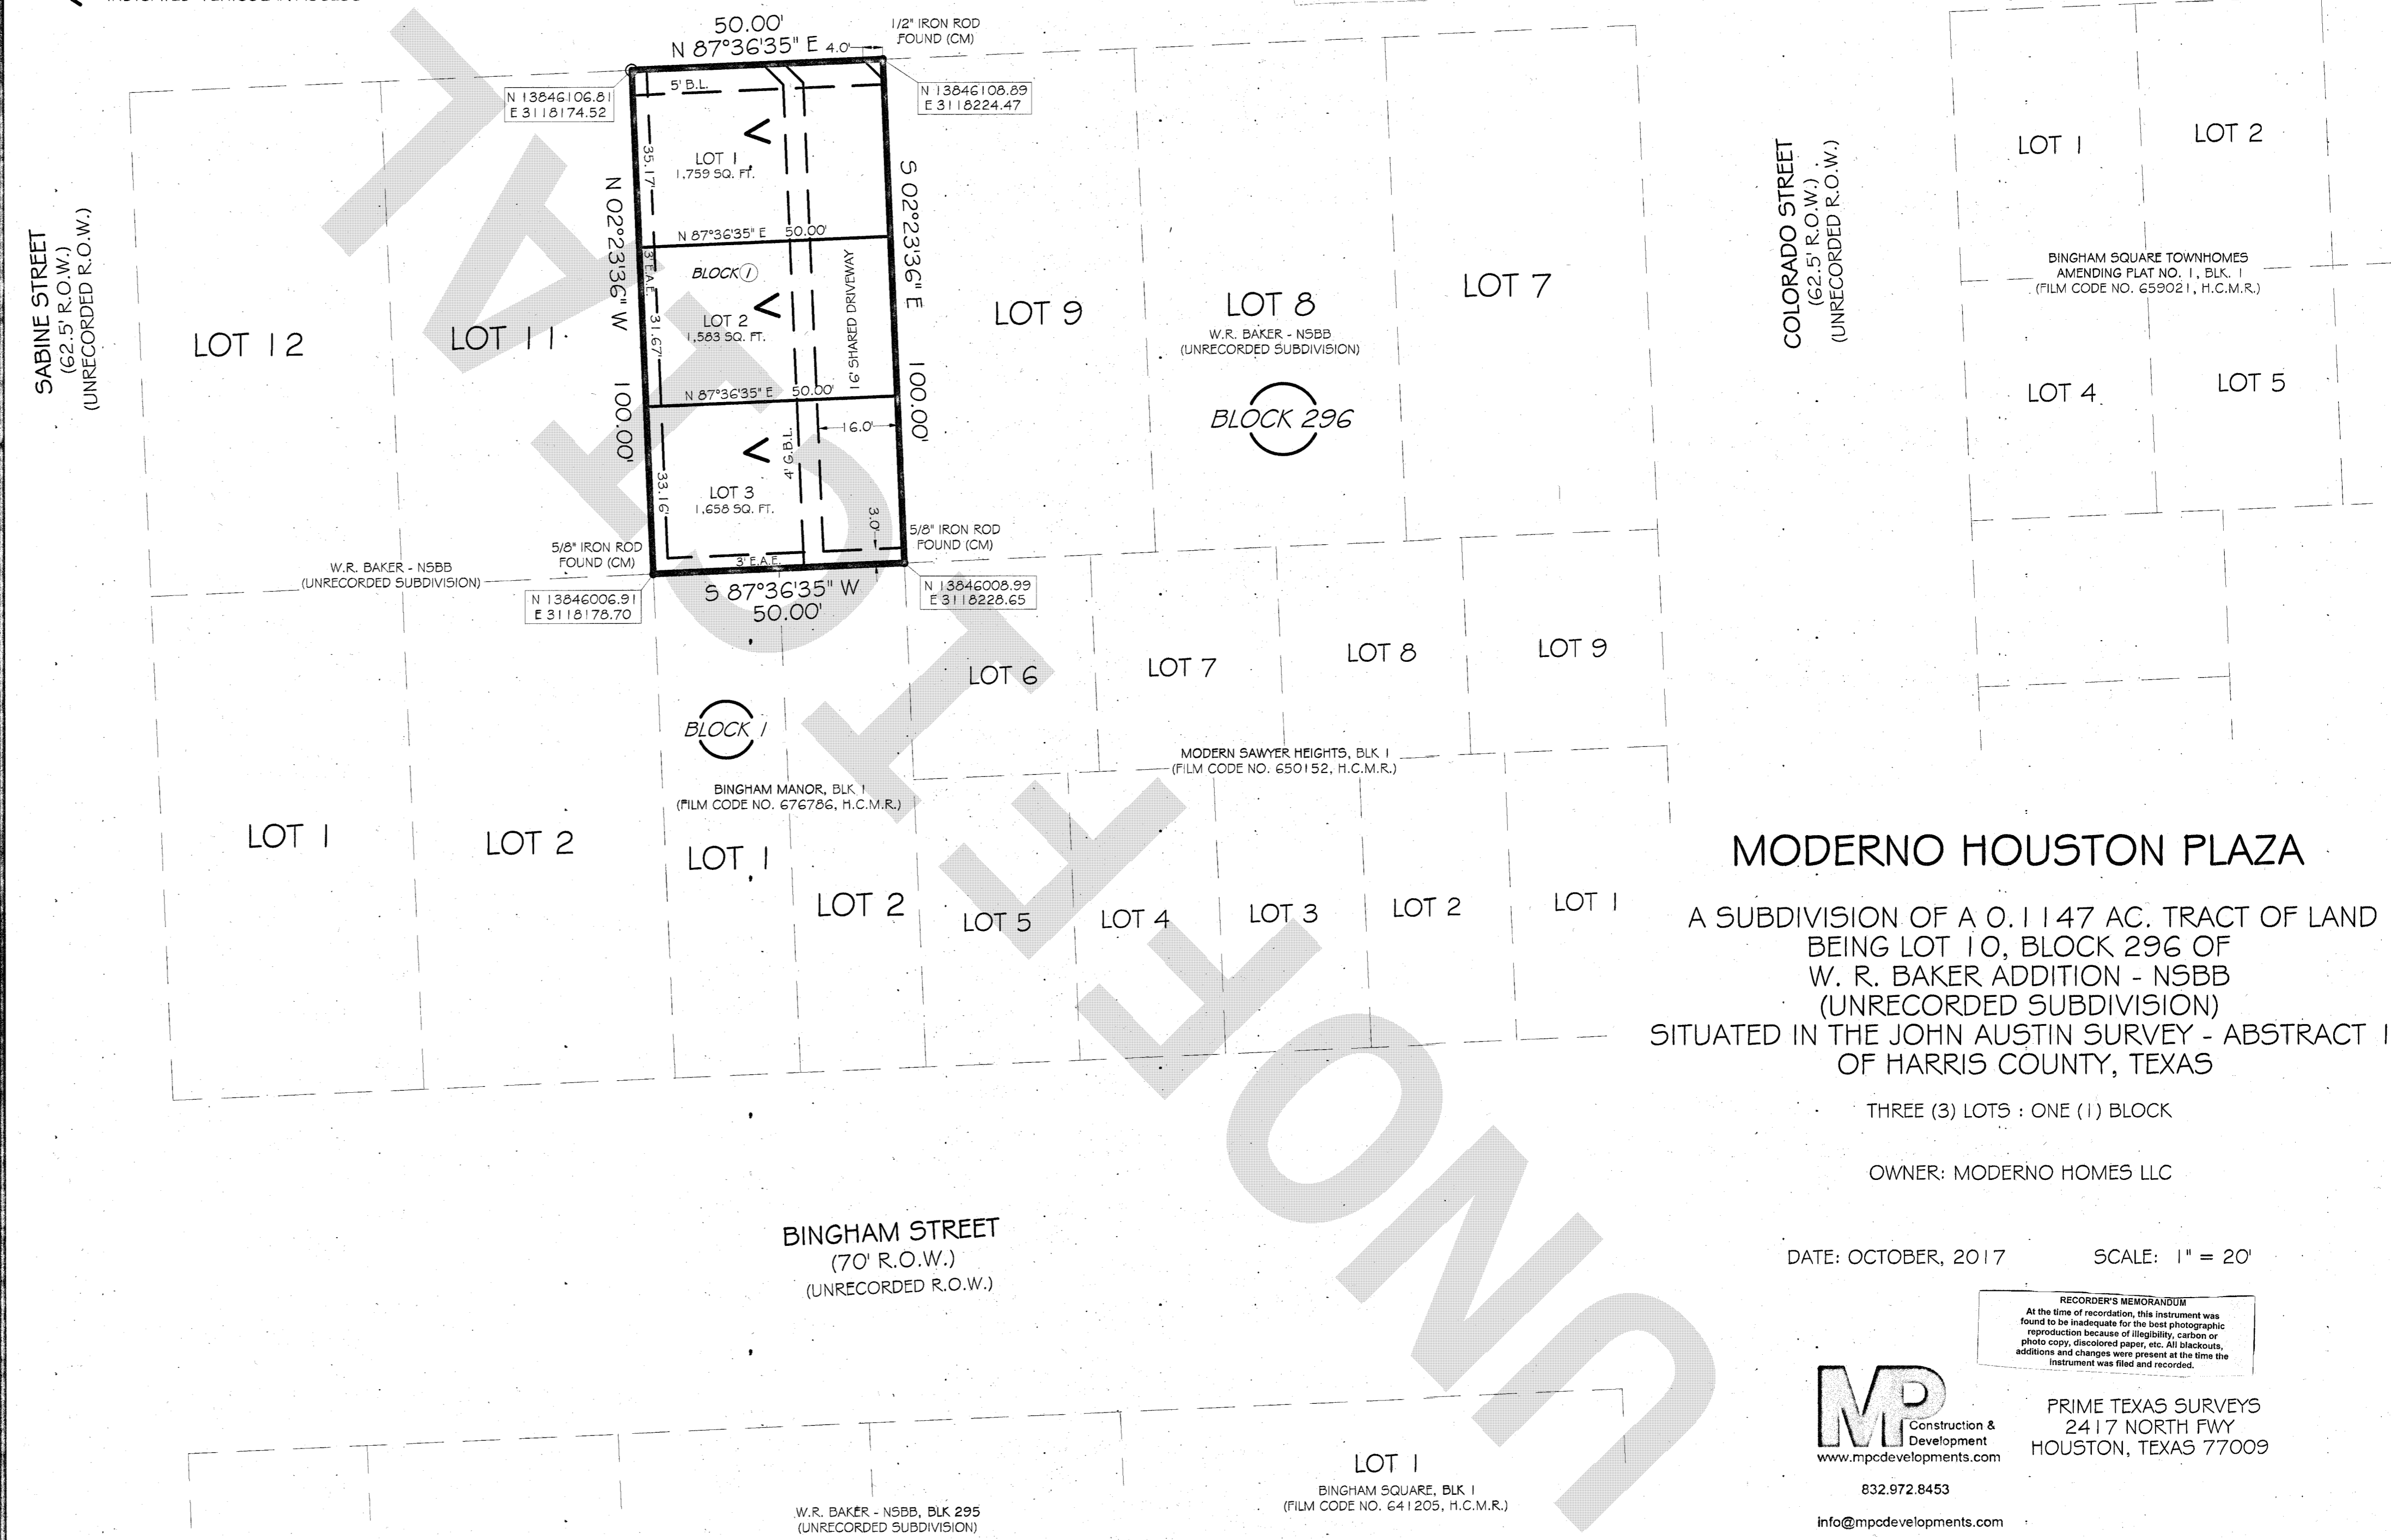 50.00'
N 87°36'35" E
4.0'
1/2" IRON ROD
FOUND (CM)
N 13846106.81
E 3118174.52
N 13846108.89
E 3118224.47
5' B.L.
LOT 1
1,759 SQ. FT.
35.17'
N 02°23'36" W
100.00'
S 02°23'36" E
100.00'
N 87°36'35" E 50.00'
3' E.A.E.
BLOCK 1
LOT 2
1,583 SQ. FT.
31.67'
16' SHARED DRIVEWAY
N 87°36'35" E 50.00'
16.0'
4' G.B.L.
LOT 3
1,658 SQ. FT.
33.16'
3.0'
3' E.A.E.
5/8" IRON ROD
FOUND (CM)
5/8" IRON ROD
FOUND (CM)
N 13846006.91
E 3118178.70
S 87°36'35" W
50.00'
N 13846008.99
E 3118228.65
SABINE STREET
(62.5' R.O.W.)
(UNRECORDED R.O.W.)
LOT 12
LOT 11
LOT 9
LOT 8
W.R. BAKER - NSBB
(UNRECORDED SUBDIVISION)
LOT 7
BLOCK 296
COLORADO STREET
(62.5' R.O.W.)
(UNRECORDED R.O.W.)
LOT 1
LOT 2
BINGHAM SQUARE TOWNHOMES
AMENDING PLAT NO. 1, BLK. 1
(FILM CODE NO. 659021, H.C.M.R.)
LOT 4
LOT 5
W.R. BAKER - NSBB
(UNRECORDED SUBDIVISION)
LOT 6
LOT 7
LOT 8
LOT 9
BLOCK 1
BINGHAM MANOR, BLK 1
(FILM CODE NO. 676786, H.C.M.R.)
MODERN SAWYER HEIGHTS, BLK 1
(FILM CODE NO. 650152, H.C.M.R.)
LOT 1
LOT 2
LOT 1
LOT 2
LOT 5
LOT 4
LOT 3
LOT 2
LOT 1
BINGHAM STREET
(70' R.O.W.)
(UNRECORDED R.O.W.)
W.R. BAKER - NSBB, BLK 295
(UNRECORDED SUBDIVISION)
LOT 1
BINGHAM SQUARE, BLK 1
(FILM CODE NO. 641205, H.C.M.R.)
UNOFFICIAL
MODERNO HOUSTON PLAZA
A SUBDIVISION OF A 0.1147 AC. TRACT OF LAND
BEING LOT 10, BLOCK 296 OF
W. R. BAKER ADDITION - NSBB
(UNRECORDED SUBDIVISION)
SITUATED IN THE JOHN AUSTIN SURVEY - ABSTRACT 1
OF HARRIS COUNTY, TEXAS
THREE (3) LOTS : ONE (1) BLOCK
OWNER: MODERNO HOMES LLC
DATE: OCTOBER, 2017 SCALE: 1" = 20'
RECORDER'S MEMORANDUM
At the time of recordation, this instrument was
found to be inadequate for the best photographic
reproduction because of illegibility, carbon or
photo copy, discolored paper, etc. All blackouts,
additions and changes were present at the time the
instrument was filed and recorded.
MP
Construction &
Development
www.mpcdevelopments.com
832.972.8453
info@mpcdevelopments.com
PRIME TEXAS SURVEYS
2417 NORTH FWY
HOUSTON, TEXAS 77009